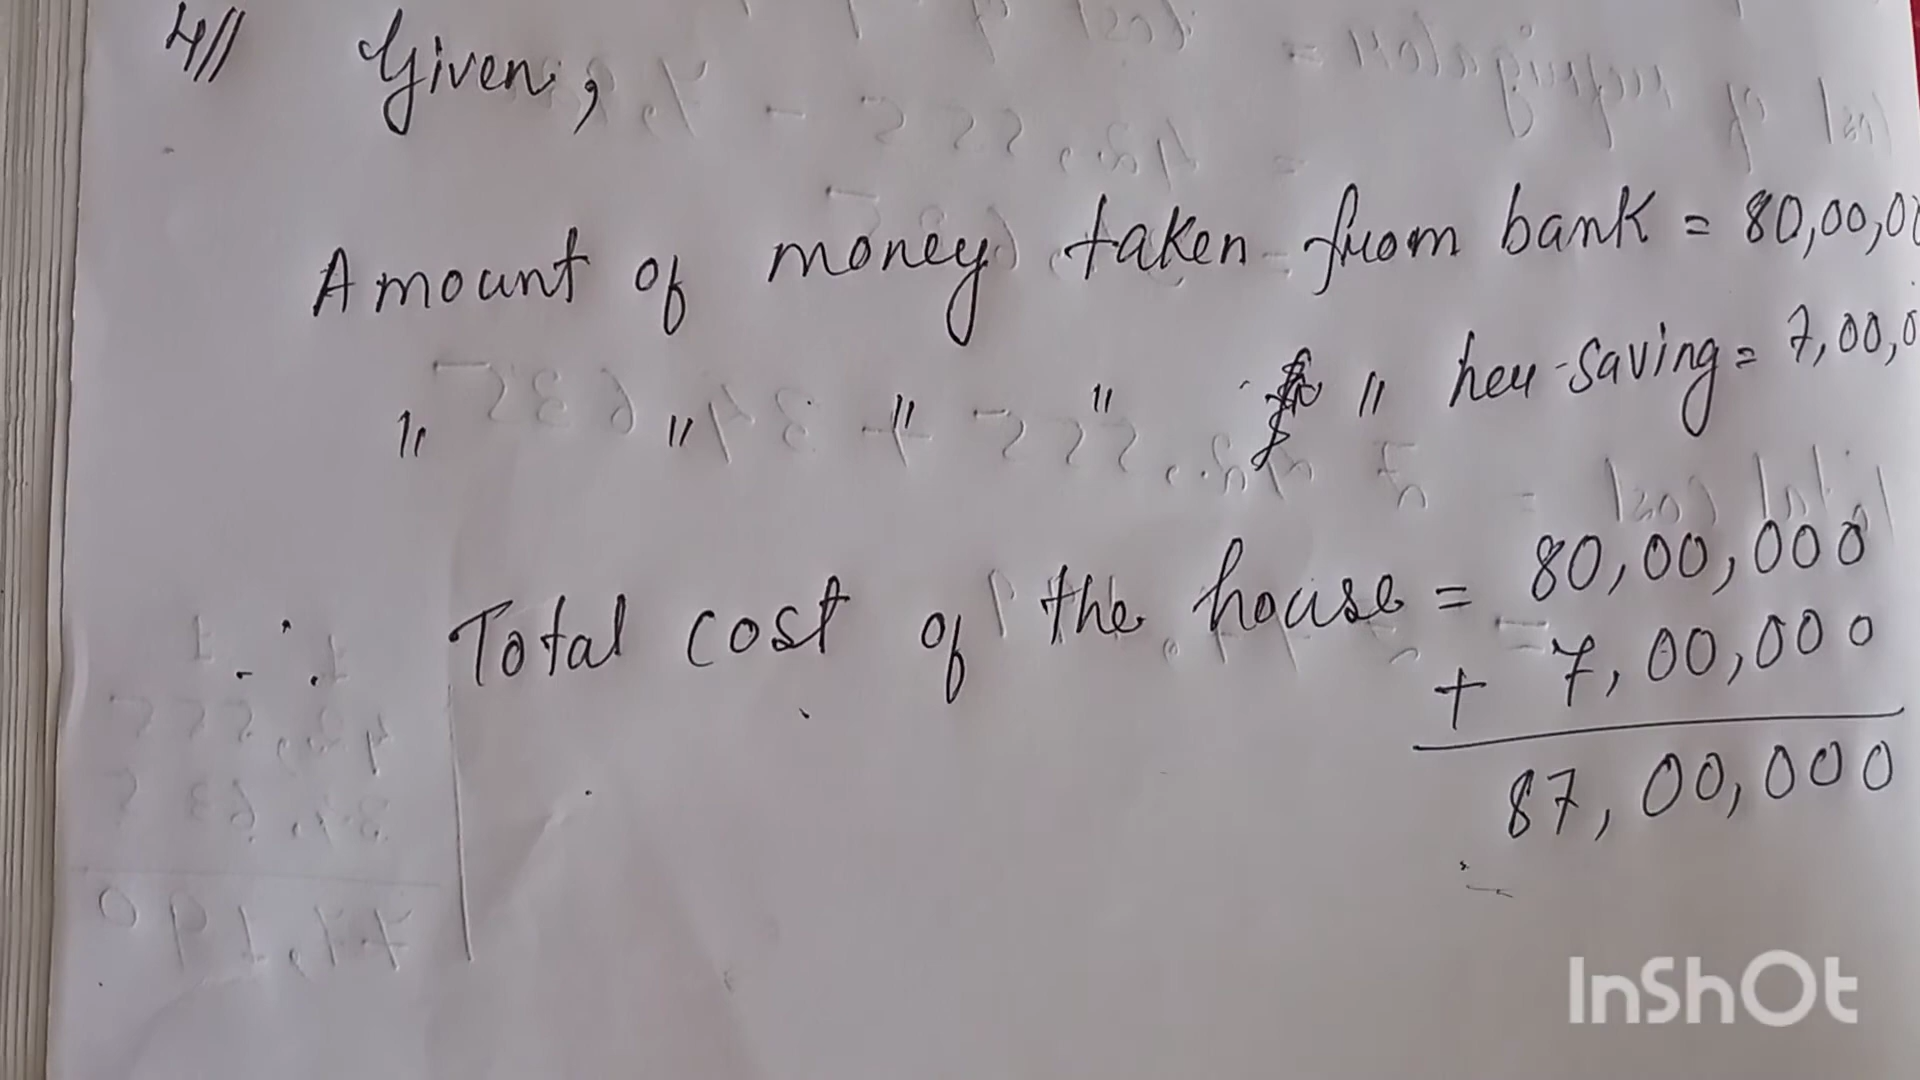 4// Given,
Amount of money taken from bank = 80,00,00
" " " " " her saving = 7,00,0
∴ Total cost of the house = 80,00,000
+ 7,00,000
87,00,000
InShOt